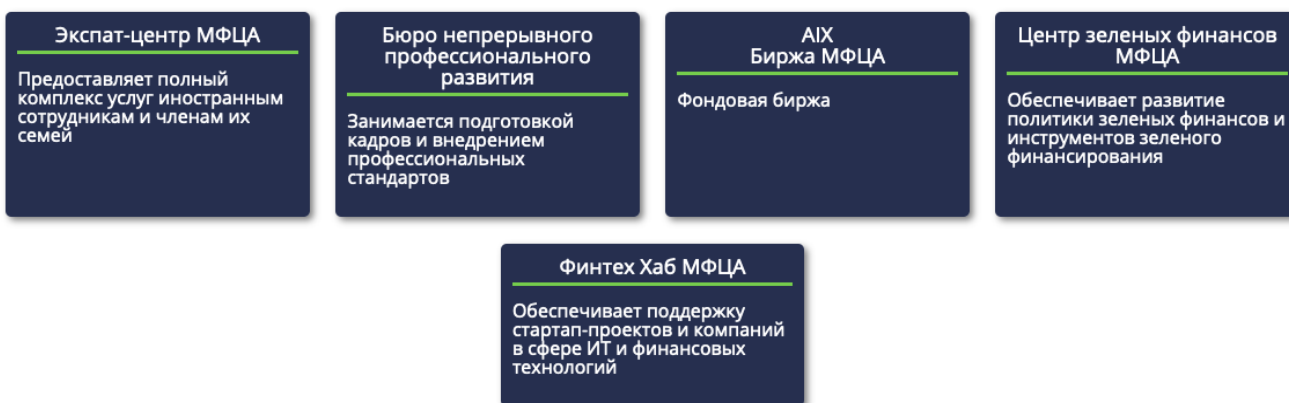 Экспат-центр МФЦА
Предоставляет полный
комплекс услуг иностранным
сотрудникам и членам их
семей
Бюро непрерывного
профессионального
развития
Занимается подготовкой
кадров и внедрением
профессиональных
стандартов
AIX
Биржа МФЦА
Фондовая биржа
Центр зеленых финансов
МФЦА
Обеспечивает развитие
политики зеленых финансов и
инструментов зеленого
финансирования
Финтех Хаб МФЦА
Обеспечивает поддержку
стартап-проектов и компаний
в сфере ИТ и финансовых
технологий